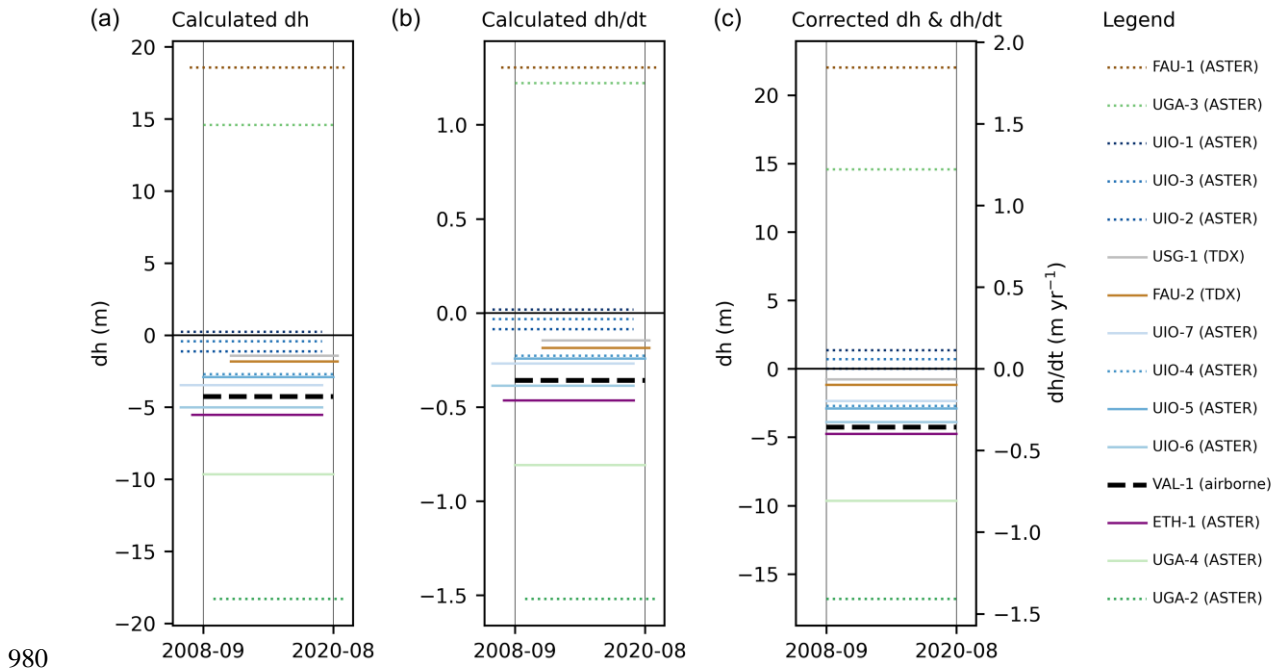 (a) Calculated dh
20
15
10
5
0
−5
−10
−15
−20
dh (m)
2008-09 2020-08
(b) Calculated dh/dt
1.0
0.5
0.0
−0.5
−1.0
−1.5
2008-09 2020-08
(c) Corrected dh & dh/dt
20
15
10
5
0
−5
−10
−15
dh (m)
2.0
1.5
1.0
0.5
0.0
−0.5
−1.0
−1.5
dh/dt (m yr⁻¹)
2008-09 2020-08
Legend
FAU-1 (ASTER)
UGA-3 (ASTER)
UIO-1 (ASTER)
UIO-3 (ASTER)
UIO-2 (ASTER)
USG-1 (TDX)
FAU-2 (TDX)
UIO-7 (ASTER)
UIO-4 (ASTER)
UIO-5 (ASTER)
UIO-6 (ASTER)
VAL-1 (airborne)
ETH-1 (ASTER)
UGA-4 (ASTER)
UGA-2 (ASTER)
980